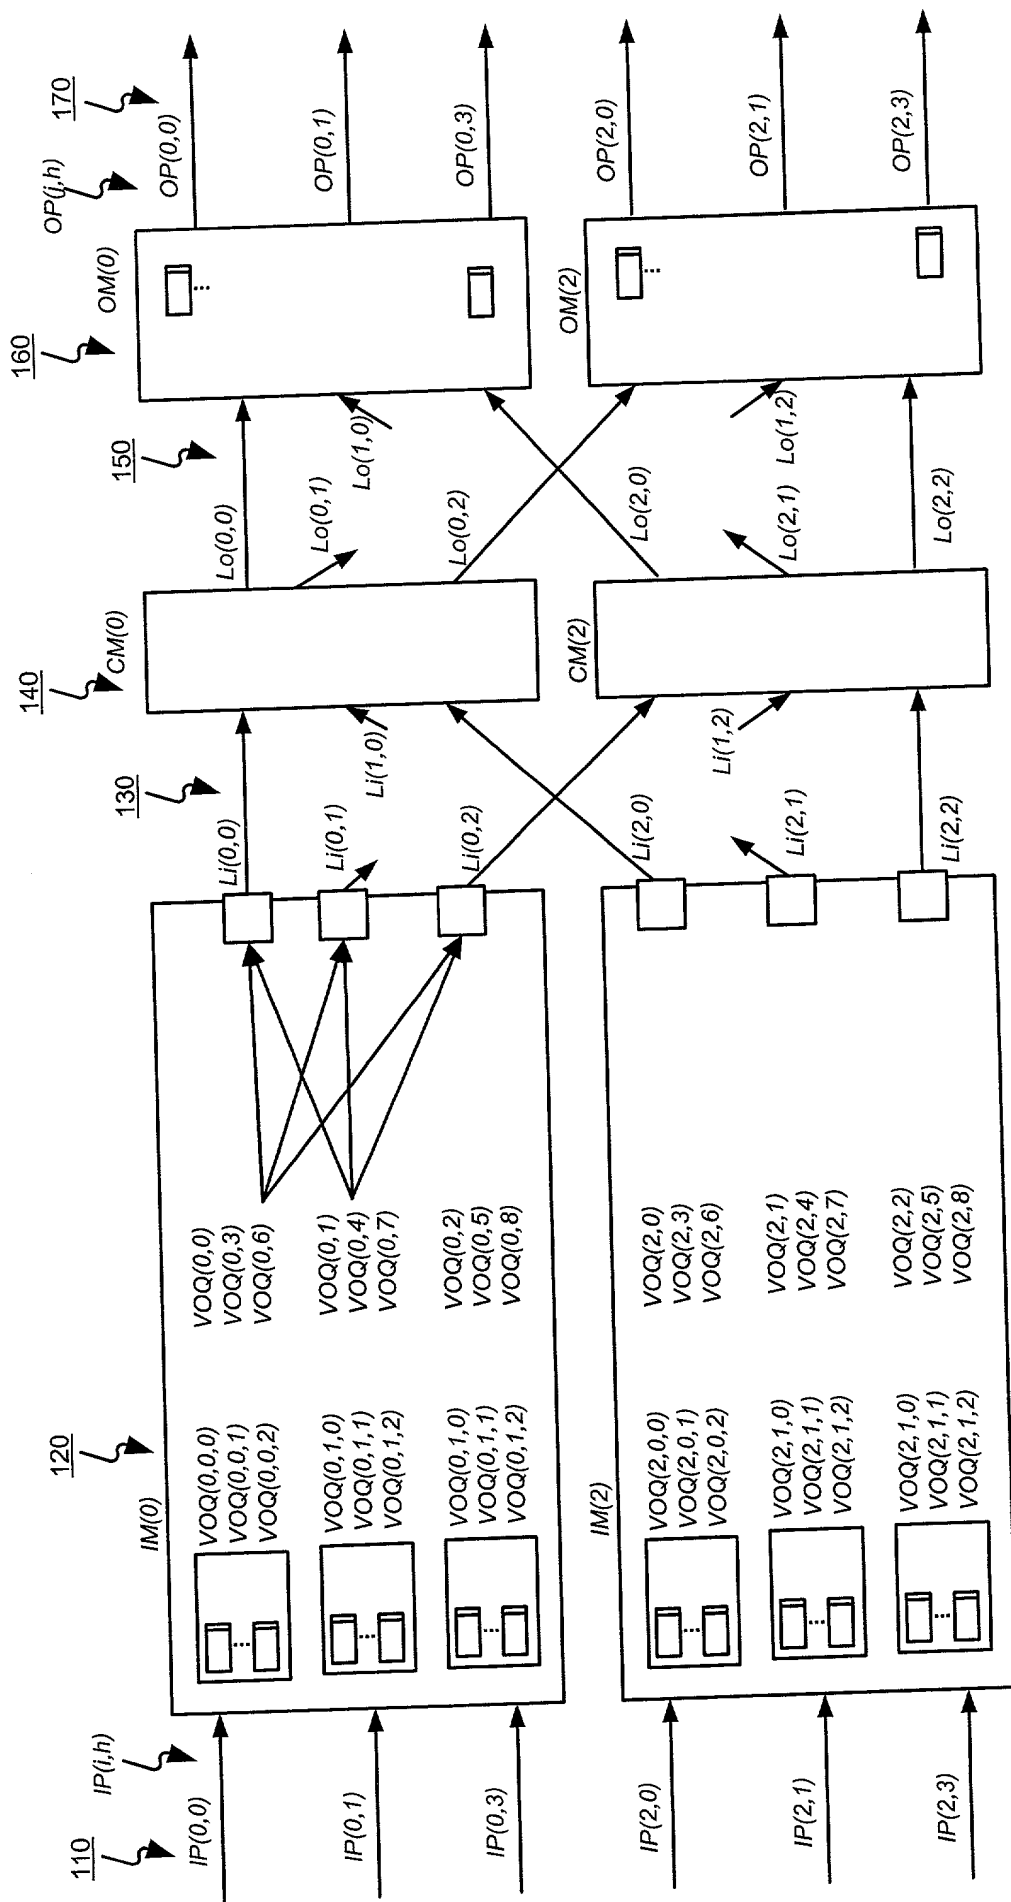 110
IP(i,h)
IP(0,0)
IP(0,1)
IP(0,3)
IP(2,0)
IP(2,1)
IP(2,3)
120
IM(0)
VOQ(0,0,0)
VOQ(0,0,1)
VOQ(0,0,2)
VOQ(0,1,0)
VOQ(0,1,1)
VOQ(0,1,2)
VOQ(0,1,0)
VOQ(0,1,1)
VOQ(0,1,2)
VOQ(0,0)
VOQ(0,3)
VOQ(0,6)
VOQ(0,1)
VOQ(0,4)
VOQ(0,7)
VOQ(0,2)
VOQ(0,5)
VOQ(0,8)
IM(2)
VOQ(2,0,0)
VOQ(2,0,1)
VOQ(2,0,2)
VOQ(2,1,0)
VOQ(2,1,1)
VOQ(2,1,2)
VOQ(2,1,0)
VOQ(2,1,1)
VOQ(2,1,2)
VOQ(2,0)
VOQ(2,3)
VOQ(2,6)
VOQ(2,1)
VOQ(2,4)
VOQ(2,7)
VOQ(2,2)
VOQ(2,5)
VOQ(2,8)
130
Li(0,0)
Li(0,1)
Li(0,2)
Li(2,0)
Li(2,1)
Li(2,2)
Li(1,0)
Li(1,2)
140
CM(0)
CM(2)
150
Lo(0,0)
Lo(0,1)
Lo(0,2)
Lo(2,0)
Lo(2,1)
Lo(2,2)
Lo(1,0)
Lo(1,2)
160
OM(0)
OM(2)
170
OP(j,h)
OP(0,0)
OP(0,1)
OP(0,3)
OP(2,0)
OP(2,1)
OP(2,3)